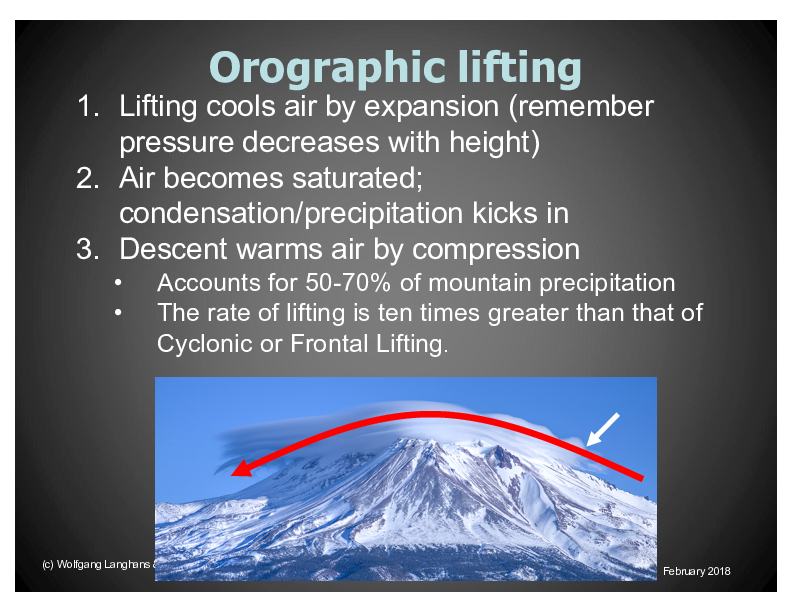 Orographic lifting
1. Lifting cools air by expansion (remember
pressure decreases with height)
2. Air becomes saturated;
condensation/precipitation kicks in
3. Descent warms air by compression
• Accounts for 50-70% of mountain precipitation
• The rate of lifting is ten times greater than that of
Cyclonic or Frontal Lifting.
(c) Wolfgang Langhans &
February 2018